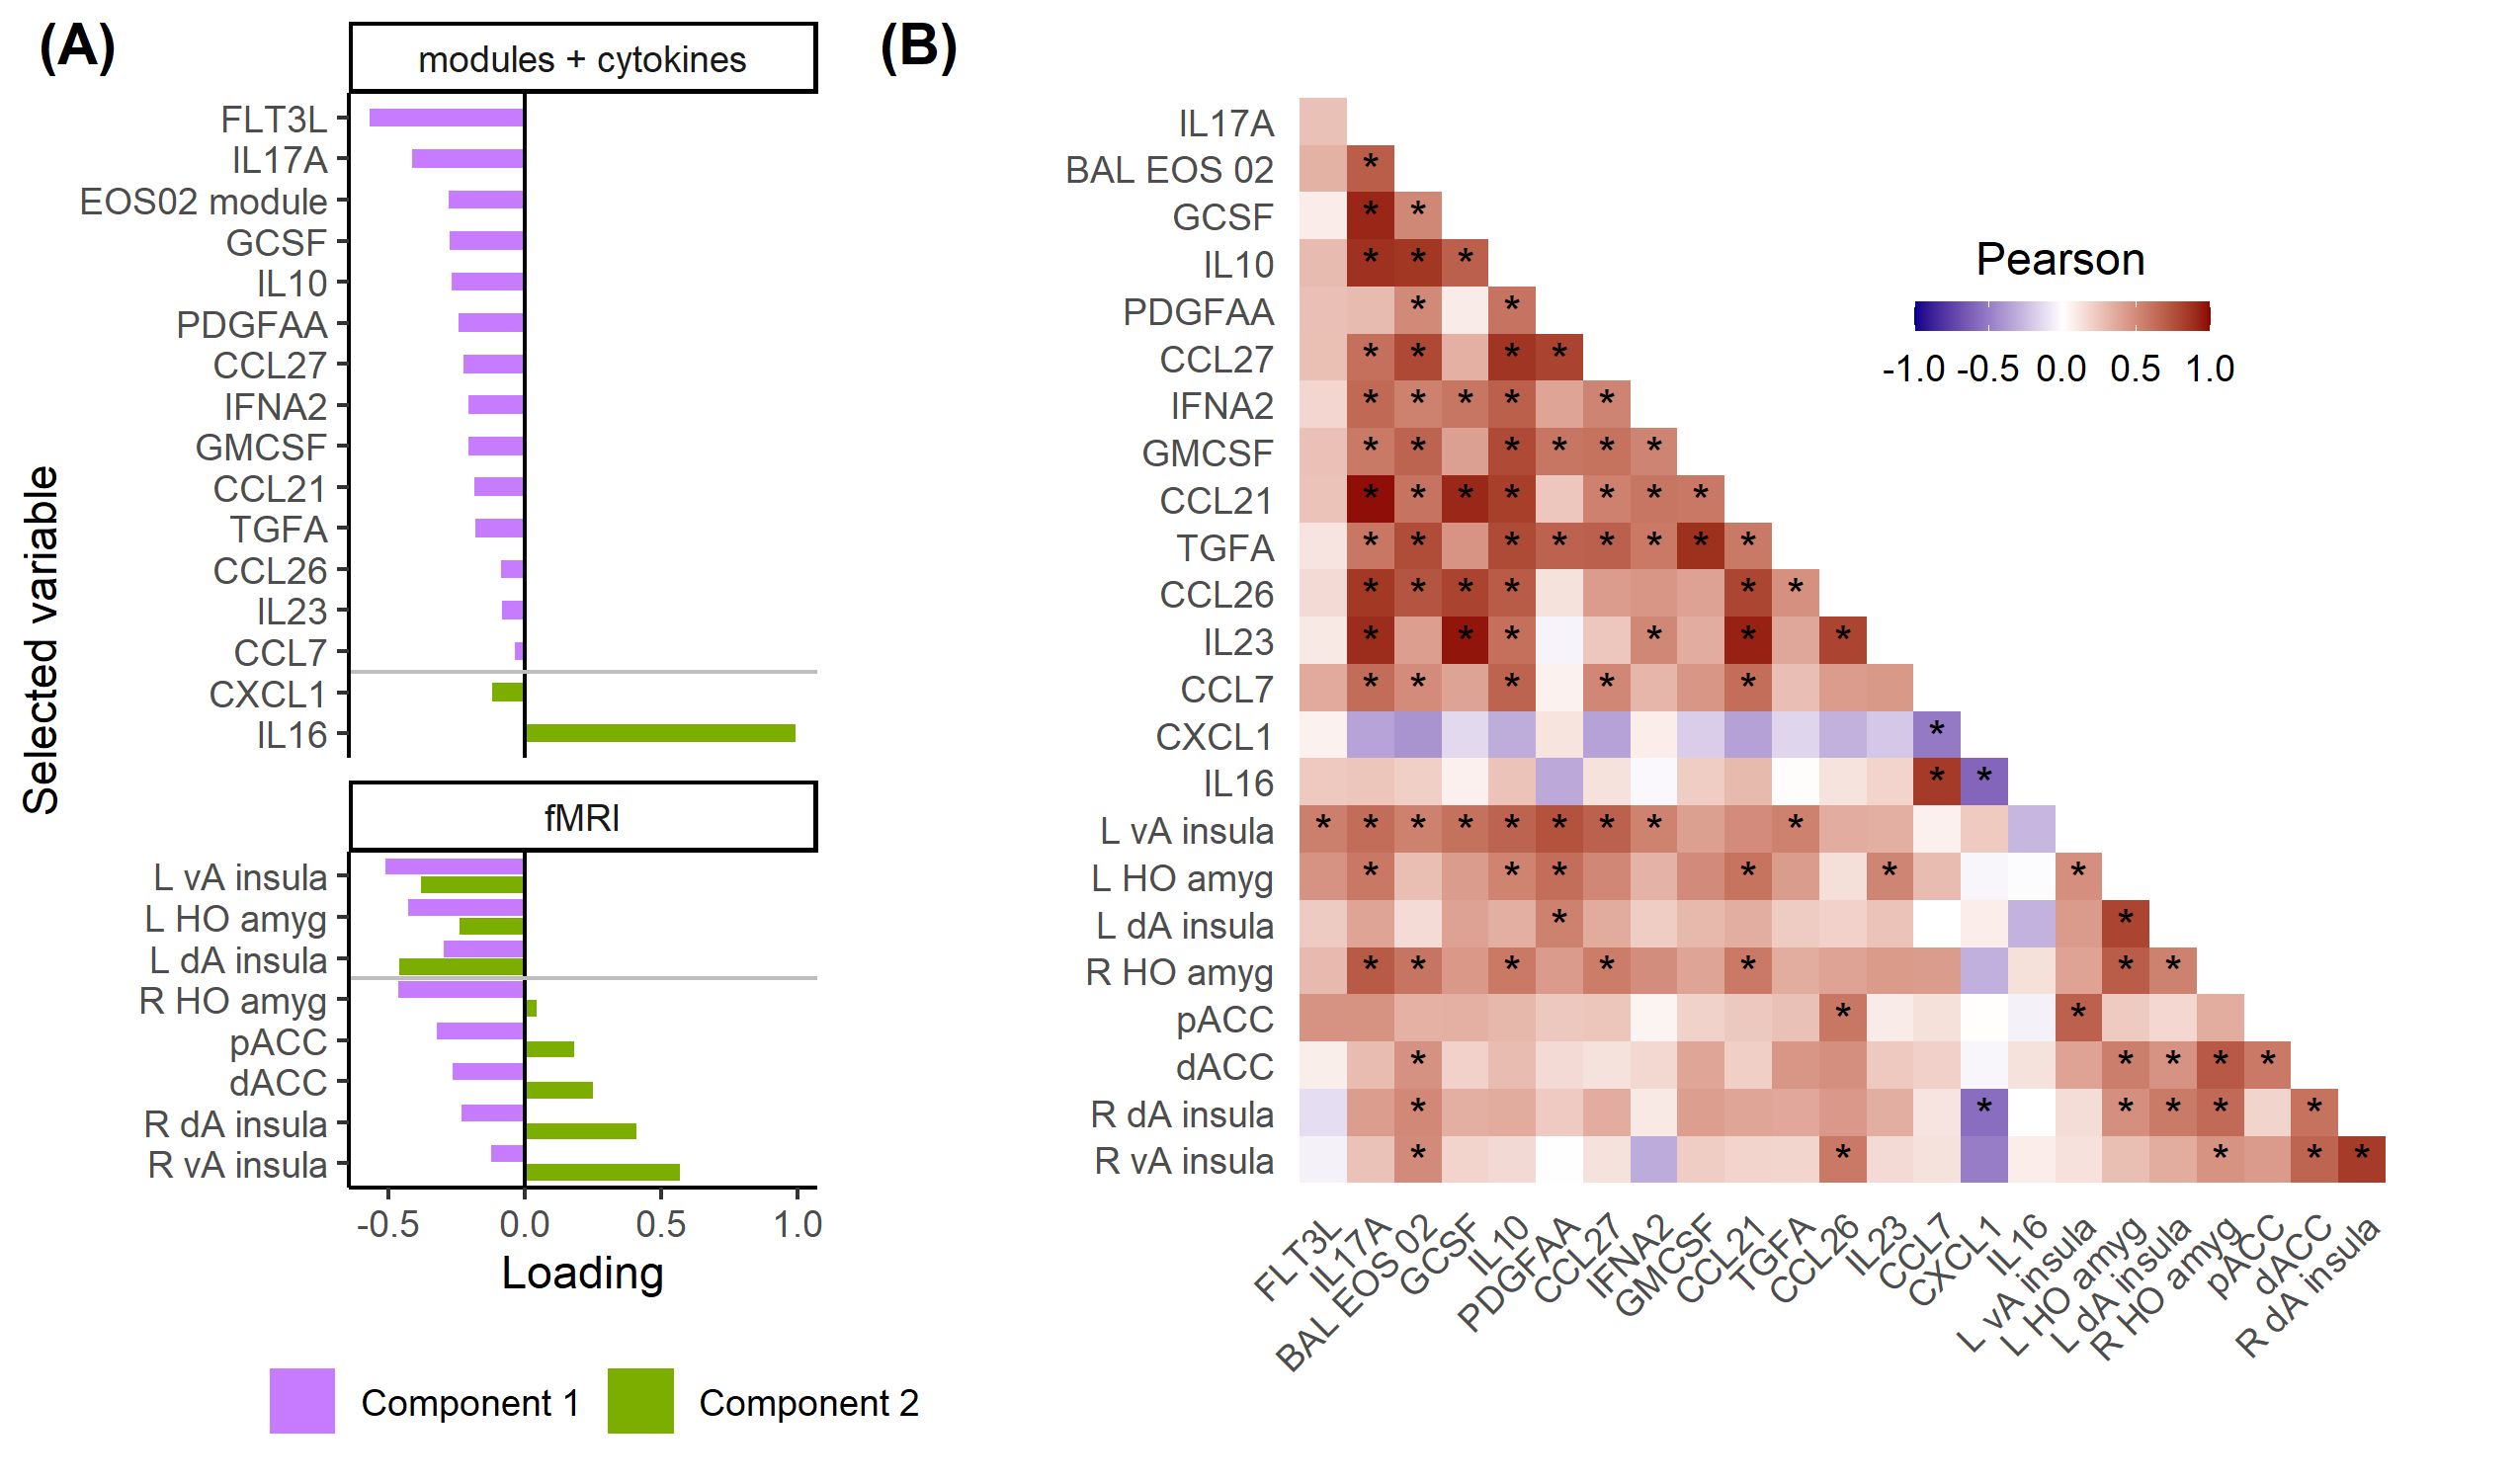 (A)
modules + cytokines
FLT3L
IL17A
EOS02 module
GCSF
IL10
PDGFAA
CCL27
IFNA2
GMCSF
CCL21
TGFA
CCL26
IL23
CCL7
CXCL1
IL16
Selected variable
fMRI
L vA insula
L HO amyg
L dA insula
R HO amyg
pACC
dACC
R dA insula
R vA insula
-0.5 0.0 0.5 1.0
Loading
Component 1 Component 2
(B)
IL17A
BAL EOS 02
GCSF
IL10
PDGFAA
CCL27
IFNA2
GMCSF
CCL21
TGFA
CCL26
IL23
CCL7
CXCL1
IL16
L vA insula
L HO amyg
L dA insula
R HO amyg
pACC
dACC
R dA insula
R vA insula
Pearson
-1.0 -0.5 0.0 0.5 1.0
FLT3L
IL17A
BAL EOS 02
GCSF
IL10
PDGFAA
CCL27
IFNA2
GMCSF
CCL21
TGFA
CCL26
IL23
CCL7
CXCL1
IL16
L vA insula
L HO amyg
L dA insula
R HO amyg
pACC
dACC
R dA insula